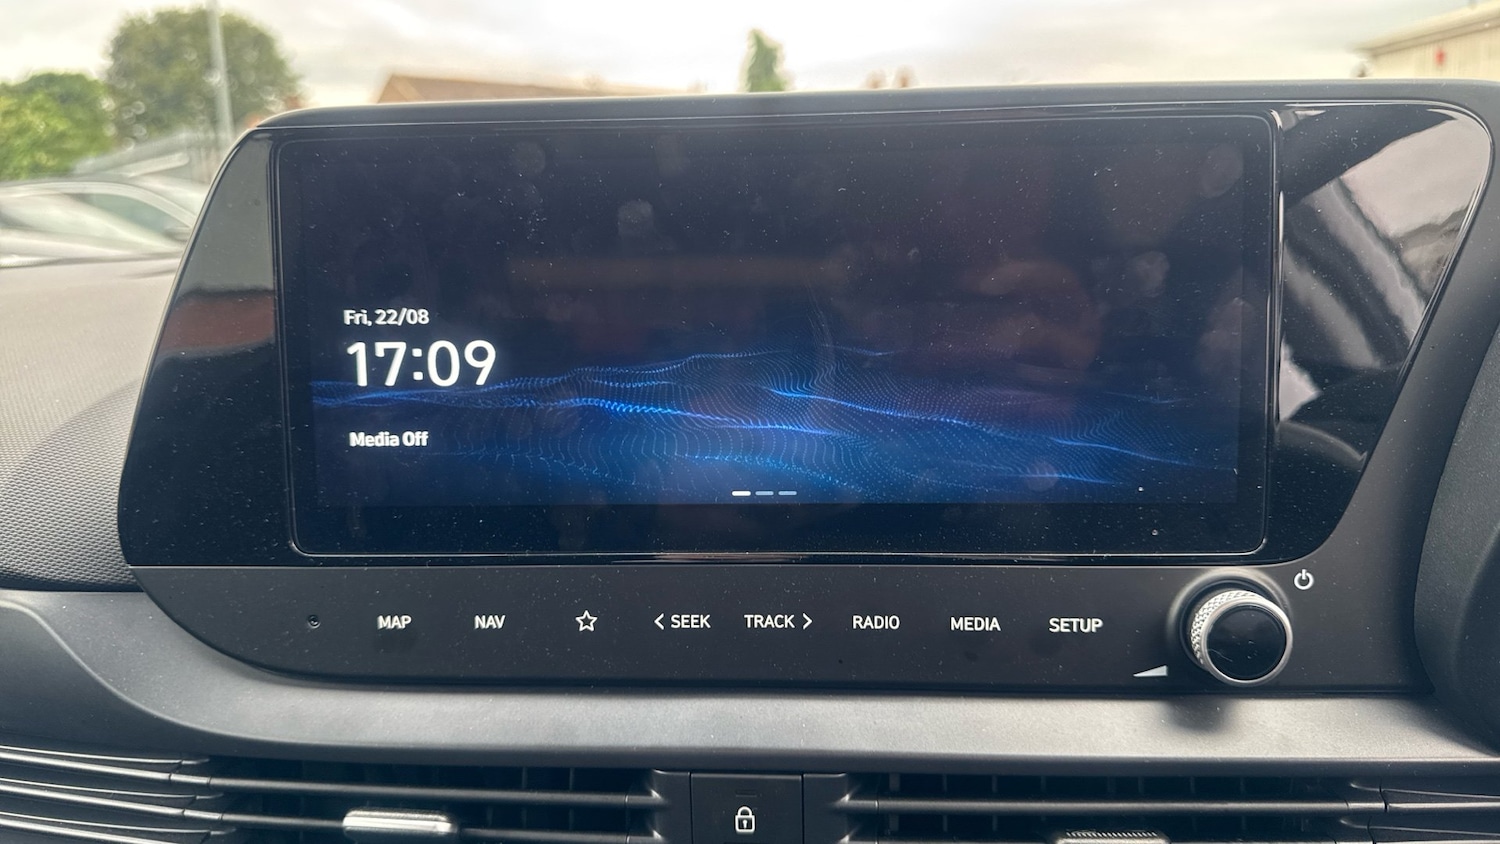 Fri, 22/08
17:09
Media Off
MAP
NAV
< SEEK
TRACK >
RADIO
MEDIA
SETUP